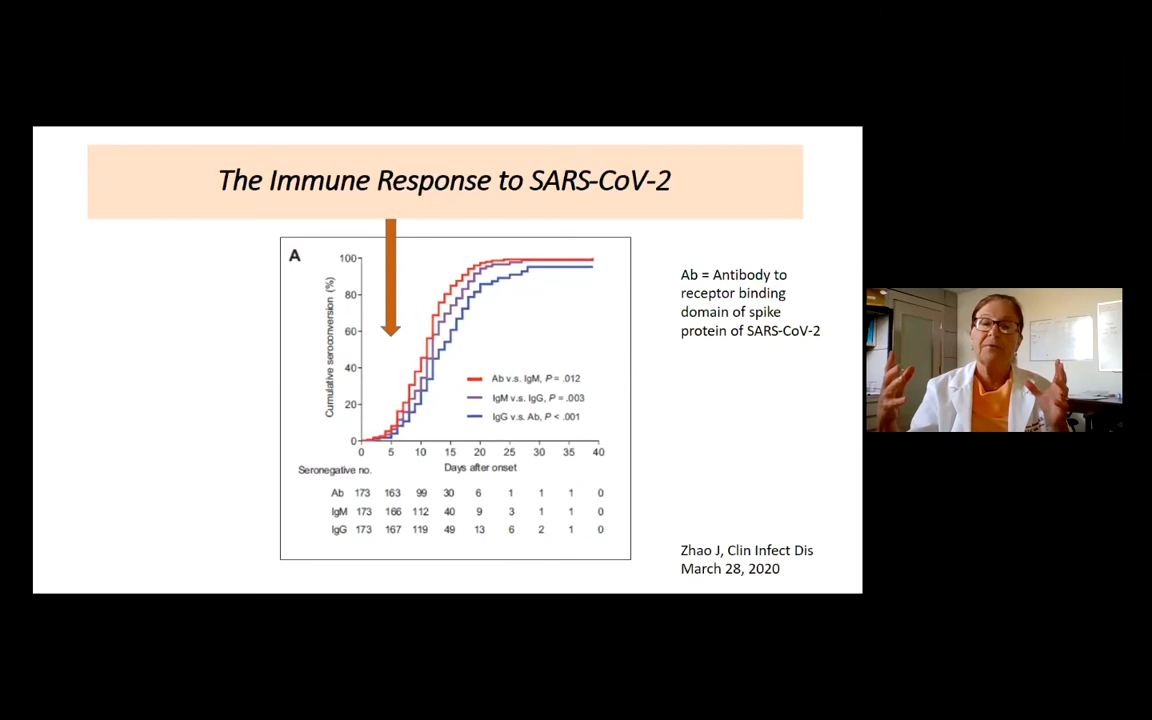 The Immune Response to SARS-CoV-2
A
100
80
60
40
20
0
Cumulative seroconversion (%)
Ab v.s. IgM, P = .012
IgM v.s. IgG, P = .003
IgG v.s. Ab, P < .001
0 5 10 15 20 25 30 35 40
Days after onset
Seronegative no.
Ab 173 163 99 30 6 1 1 1 0
IgM 173 166 112 40 9 3 1 1 0
IgG 173 167 119 49 13 6 2 1 0
Ab = Antibody to
receptor binding
domain of spike
protein of SARS-CoV-2
Zhao J, Clin Infect Dis
March 28, 2020